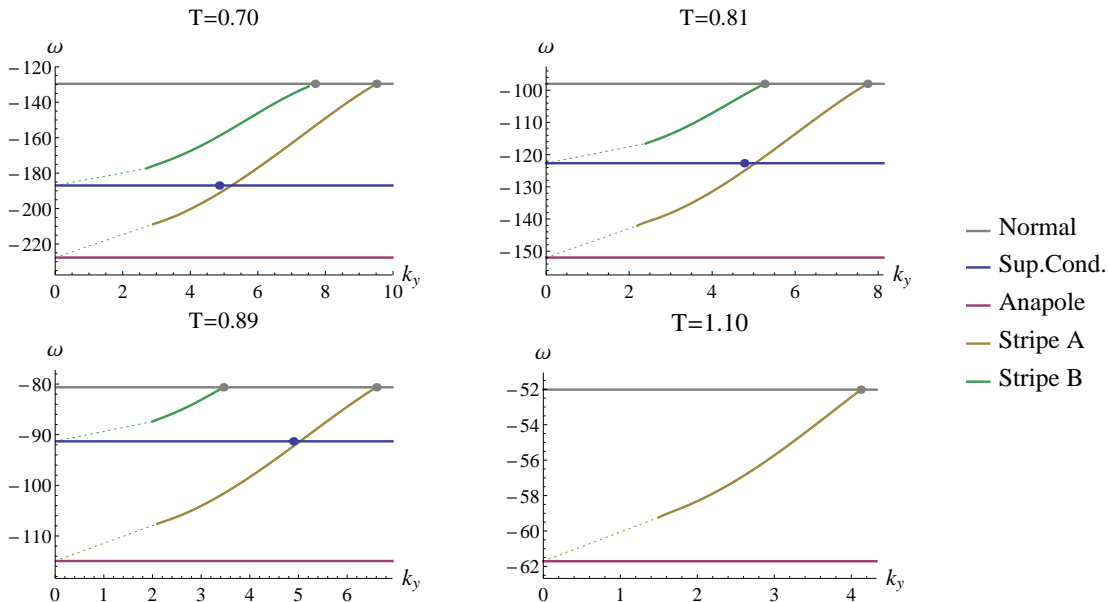 T=0.70
ω
−120
−130
−140
−160
−180
−200
−220
0
2
4
6
8
10
k_y
T=0.81
ω
−100
−110
−120
−130
−140
−150
0
2
4
6
8
k_y
T=0.89
ω
−80
−90
−100
−110
0
1
2
3
4
5
6
k_y
T=1.10
ω
−52
−54
−56
−58
−60
−62
0
1
2
3
4
k_y
Normal
Sup.Cond.
Anapole
Stripe A
Stripe B